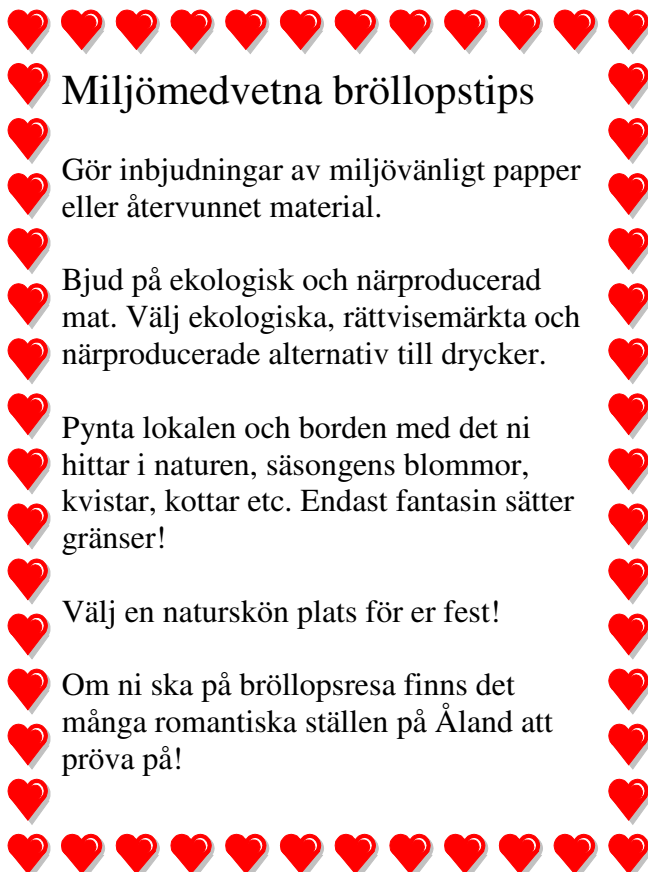 Miljömedvetna bröllopstips
Gör inbjudningar av miljövänligt papper
eller återvunnet material.
Bjud på ekologisk och närproducerad
mat. Välj ekologiska, rättvisemärkta och
närproducerade alternativ till drycker.
Pynta lokalen och borden med det ni
hittar i naturen, säsongens blommor,
kvistar, kottar etc. Endast fantasin sätter
gränser!
Välj en naturskön plats för er fest!
Om ni ska på bröllopsresa finns det
många romantiska ställen på Åland att
pröva på!